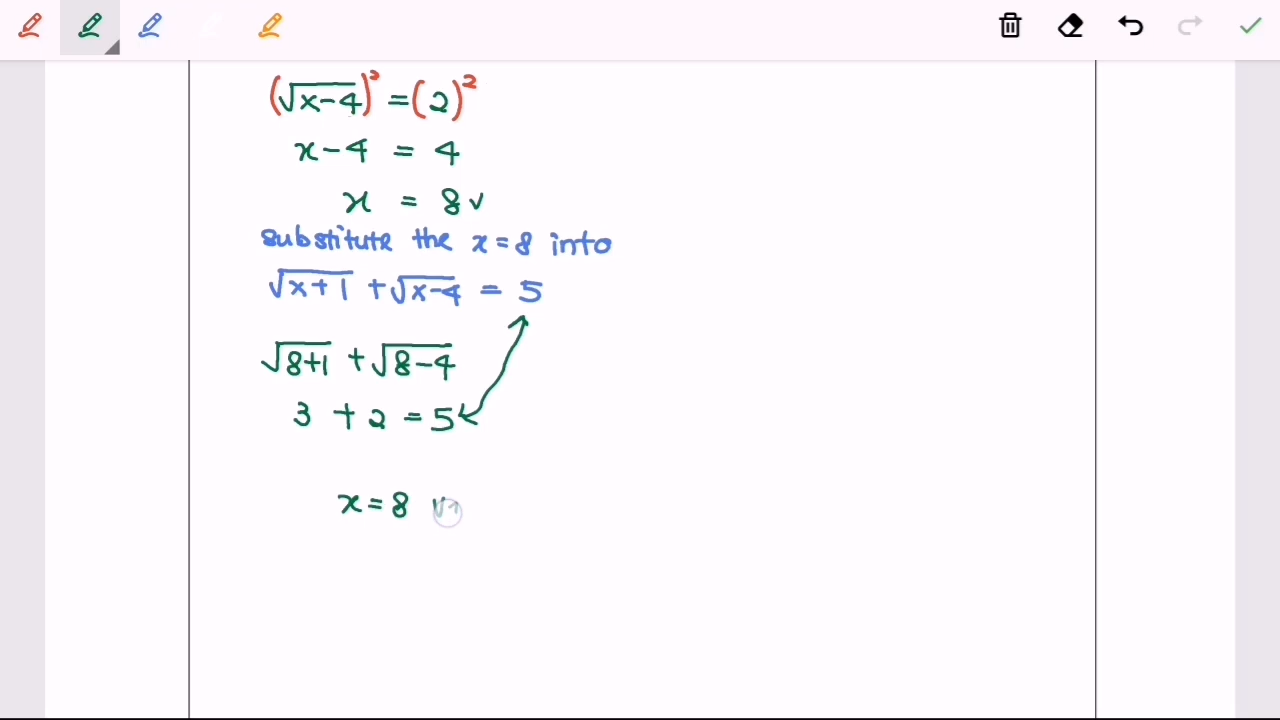 (√x-4)² = (2)²
x-4 = 4
x = 8 ✓
substitute the x=8 into
√x+1 + √x-4 = 5
√8+1 + √8-4
3 + 2 = 5
x=8